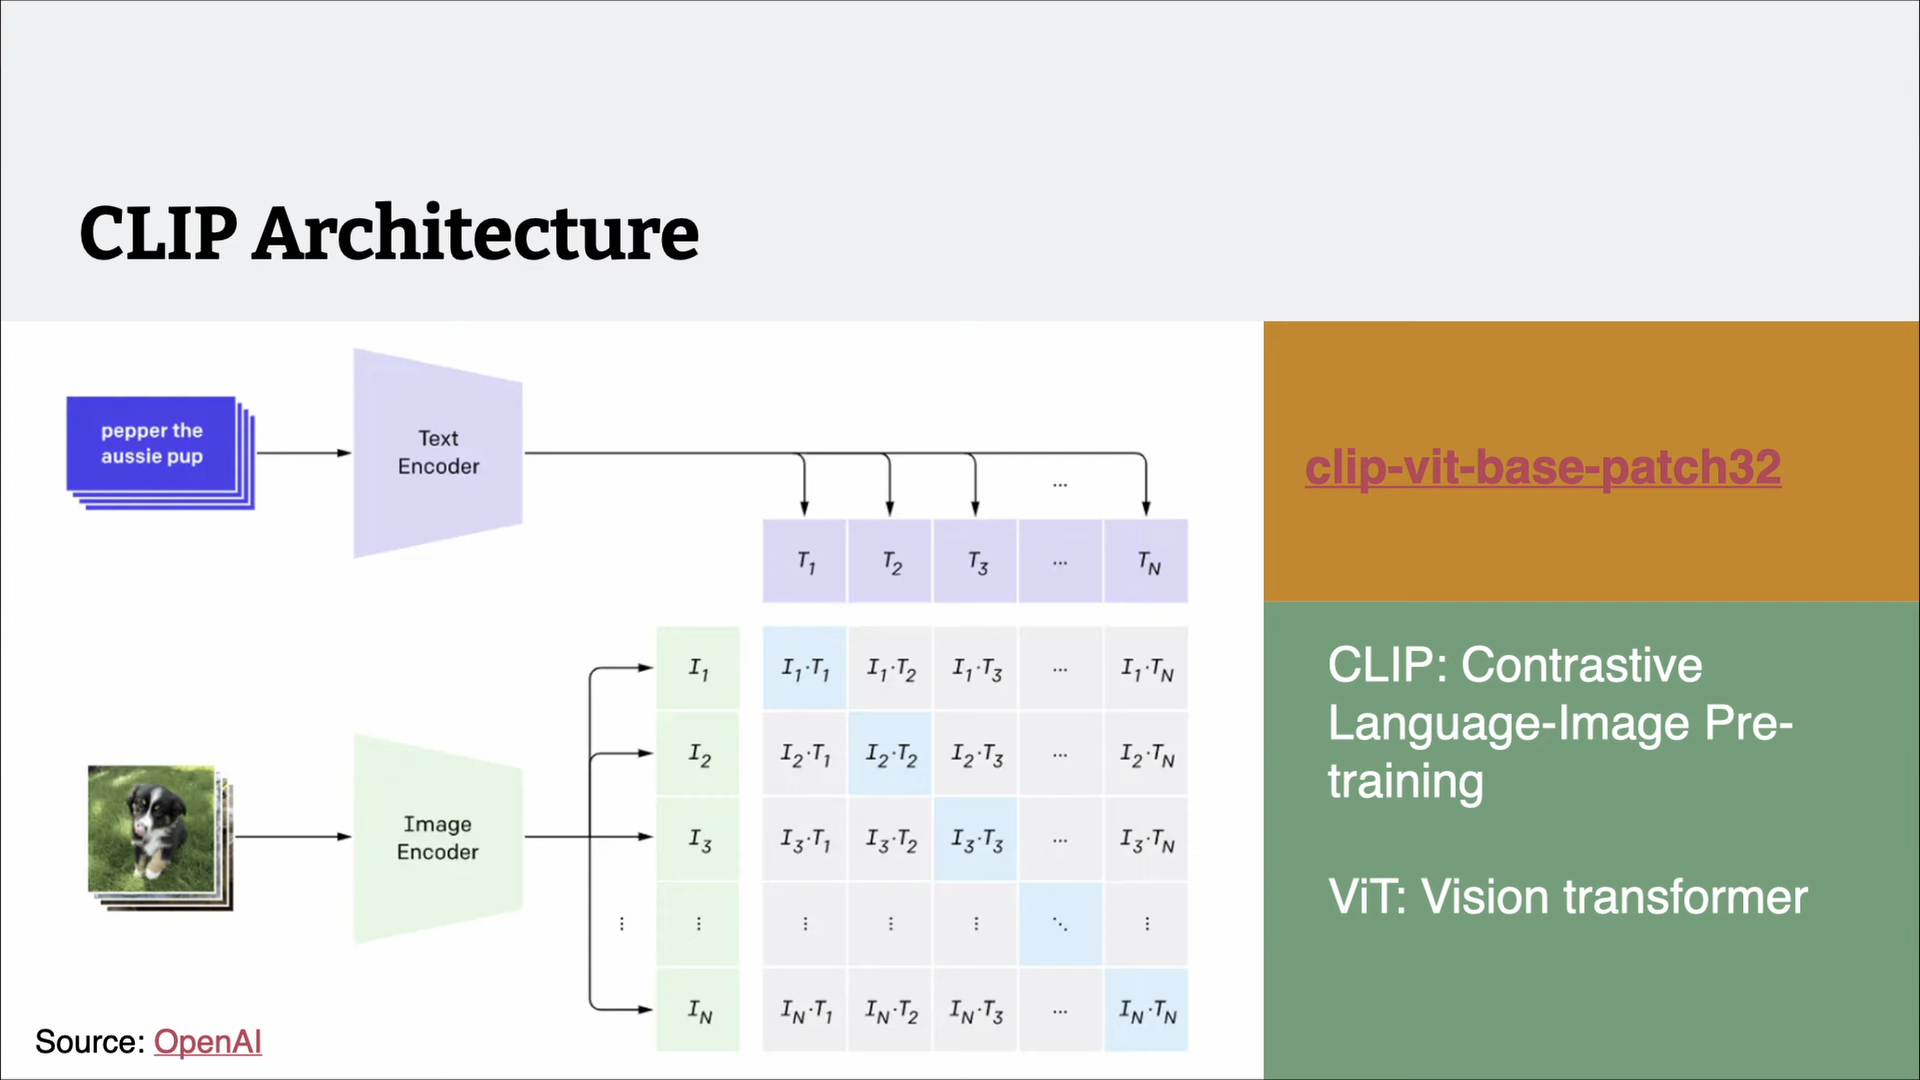 CLIP Architecture
pepper the
aussie pup
Text
Encoder
...
T1 T2 T3 ... TN
Image
Encoder
I1 I1·T1 I1·T2 I1·T3 ... I1·TN
I2 I2·T1 I2·T2 I2·T3 ... I2·TN
I3 I3·T1 I3·T2 I3·T3 ... I3·TN
⋮ ⋮ ⋮ ⋮ ⋮ ⋱ ⋮
IN IN·T1 IN·T2 IN·T3 ... IN·TN
Source: OpenAI
clip-vit-base-patch32
CLIP: Contrastive
Language-Image Pre-
training
ViT: Vision transformer